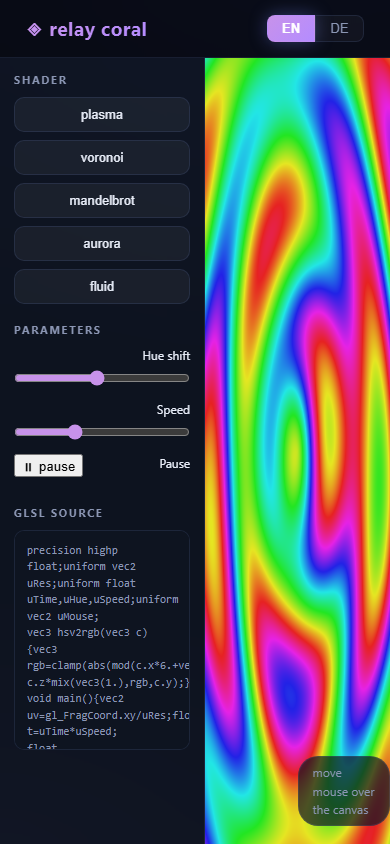 ◈ relay coral
EN DE
SHADER
plasma
voronoi
mandelbrot
aurora
fluid
PARAMETERS
Hue shift
Speed
⏸ pause Pause
GLSL SOURCE
precision highp
float;uniform vec2
uRes;uniform float
uTime,uHue,uSpeed;uniform
vec2 uMouse;
vec3 hsv2rgb(vec3 c)
{vec3
rgb=clamp(abs(mod(c.x*6.+ve
c.z*mix(vec3(1.),rgb,c.y);}
void main(){vec2
uv=gl_FragCoord.xy/uRes;flo
t=uTime*uSpeed;
float
move
mouse over
the canvas